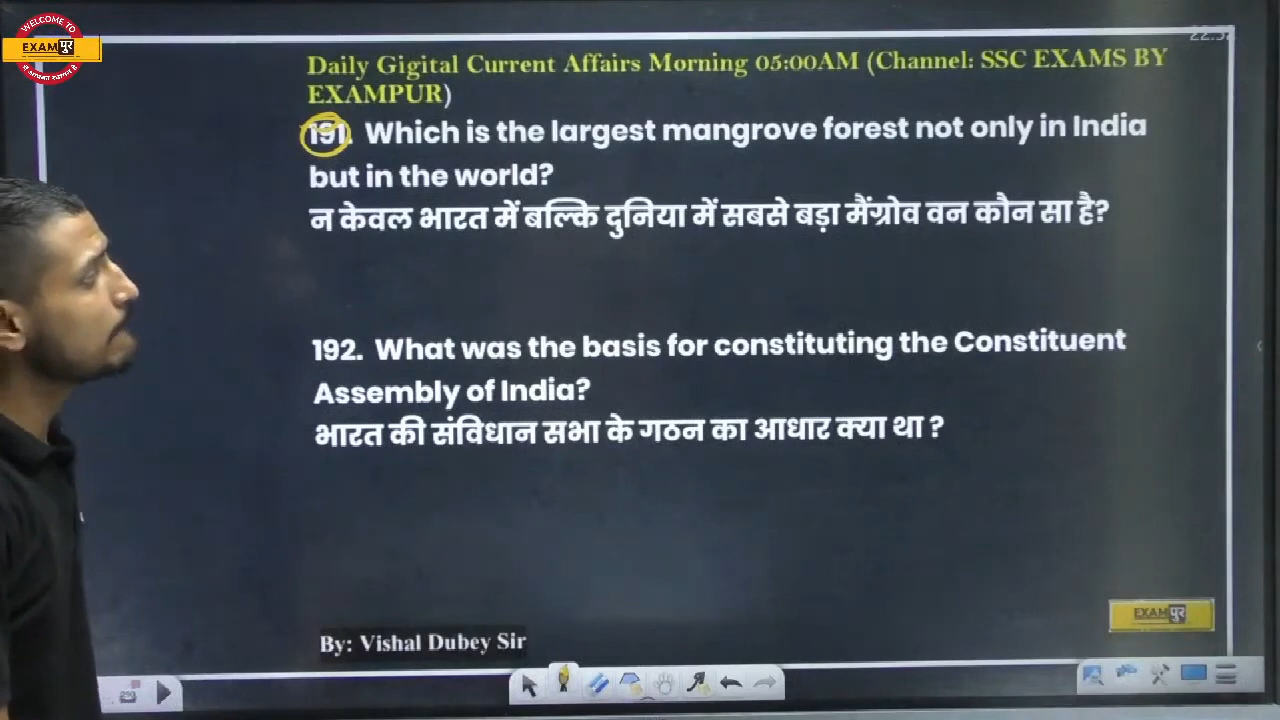 WELCOME TO
EXAMपुर
Daily Gigital Current Affairs Morning 05:00AM (Channel: SSC EXAMS BY
EXAMPUR)
191. Which is the largest mangrove forest not only in India
but in the world?
न केवल भारत में बल्कि दुनिया में सबसे बड़ा मैंग्रोव वन कौन सा है?
192. What was the basis for constituting the Constituent
Assembly of India?
भारत की संविधान सभा के गठन का आधार क्या था ?
EXAMपुर
By: Vishal Dubey Sir